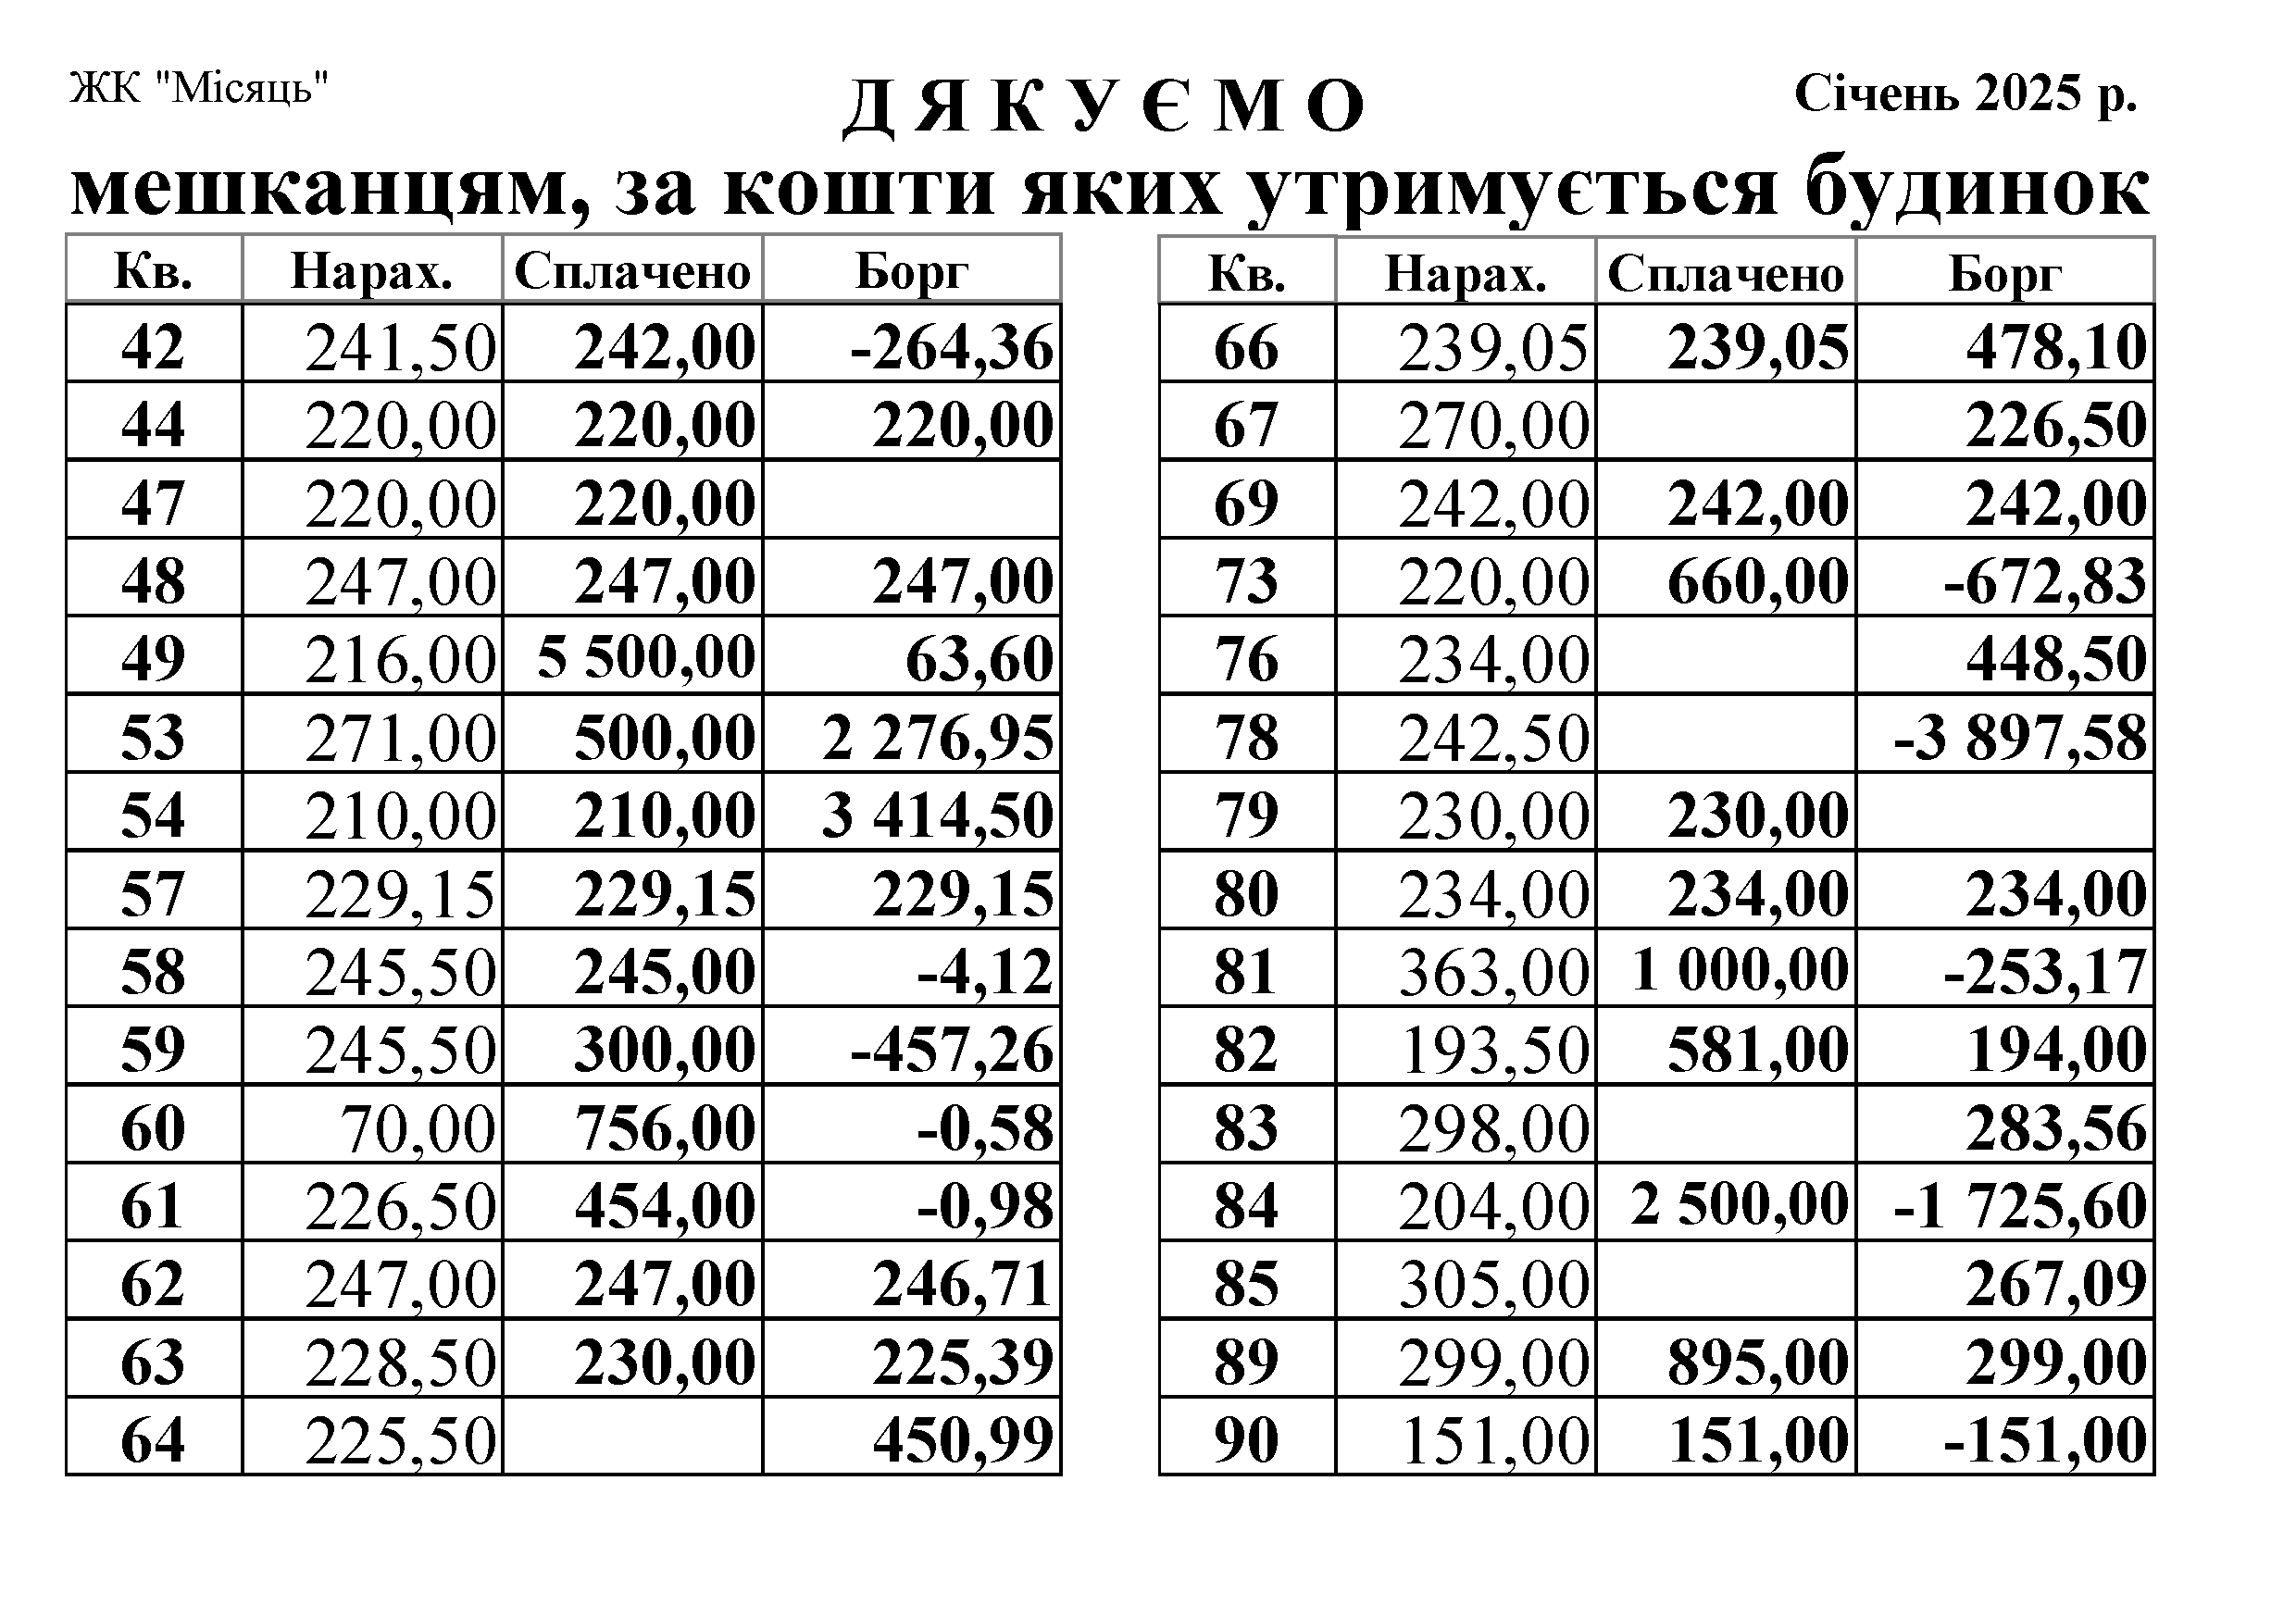 ЖК "Місяць"
Д Я К У Є М О
Січень 2025 р.
мешканцям, за кошти яких утримується будинок
Кв. Нарах. Сплачено Борг
42 241,50 242,00 -264,36
44 220,00 220,00 220,00
47 220,00 220,00
48 247,00 247,00 247,00
49 216,00 5 500,00 63,60
53 271,00 500,00 2 276,95
54 210,00 210,00 3 414,50
57 229,15 229,15 229,15
58 245,50 245,00 -4,12
59 245,50 300,00 -457,26
60 70,00 756,00 -0,58
61 226,50 454,00 -0,98
62 247,00 247,00 246,71
63 228,50 230,00 225,39
64 225,50 450,99
Кв. Нарах. Сплачено Борг
66 239,05 239,05 478,10
67 270,00 226,50
69 242,00 242,00 242,00
73 220,00 660,00 -672,83
76 234,00 448,50
78 242,50 -3 897,58
79 230,00 230,00
80 234,00 234,00 234,00
81 363,00 1 000,00 -253,17
82 193,50 581,00 194,00
83 298,00 283,56
84 204,00 2 500,00 -1 725,60
85 305,00 267,09
89 299,00 895,00 299,00
90 151,00 151,00 -151,00